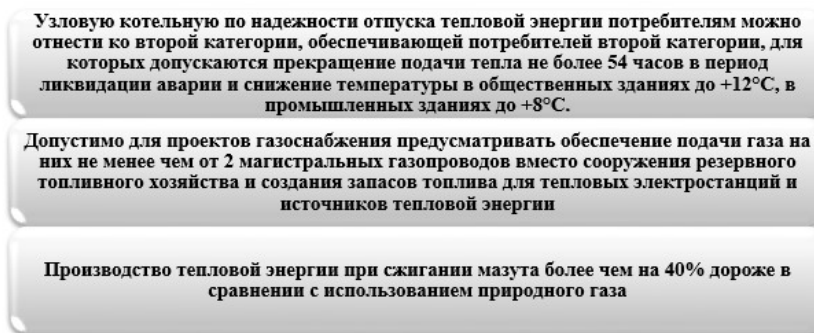 Узловую котельную по надежности отпуска тепловой энергии потребителям можно
отнести ко второй категории, обеспечивающей потребителей второй категории, для
которых допускаются прекращение подачи тепла не более 54 часов в период
ликвидации аварии и снижение температуры в общественных зданиях до +12°С, в
промышленных зданиях до +8°С.
Допустимо для проектов газоснабжения предусматривать обеспечение подачи газа на
них не менее чем от 2 магистральных газопроводов вместо сооружения резервного
топливного хозяйства и создания запасов топлива для тепловых электростанций и
источников тепловой энергии
Производство тепловой энергии при сжигании мазута более чем на 40% дороже в
сравнении с использованием природного газа